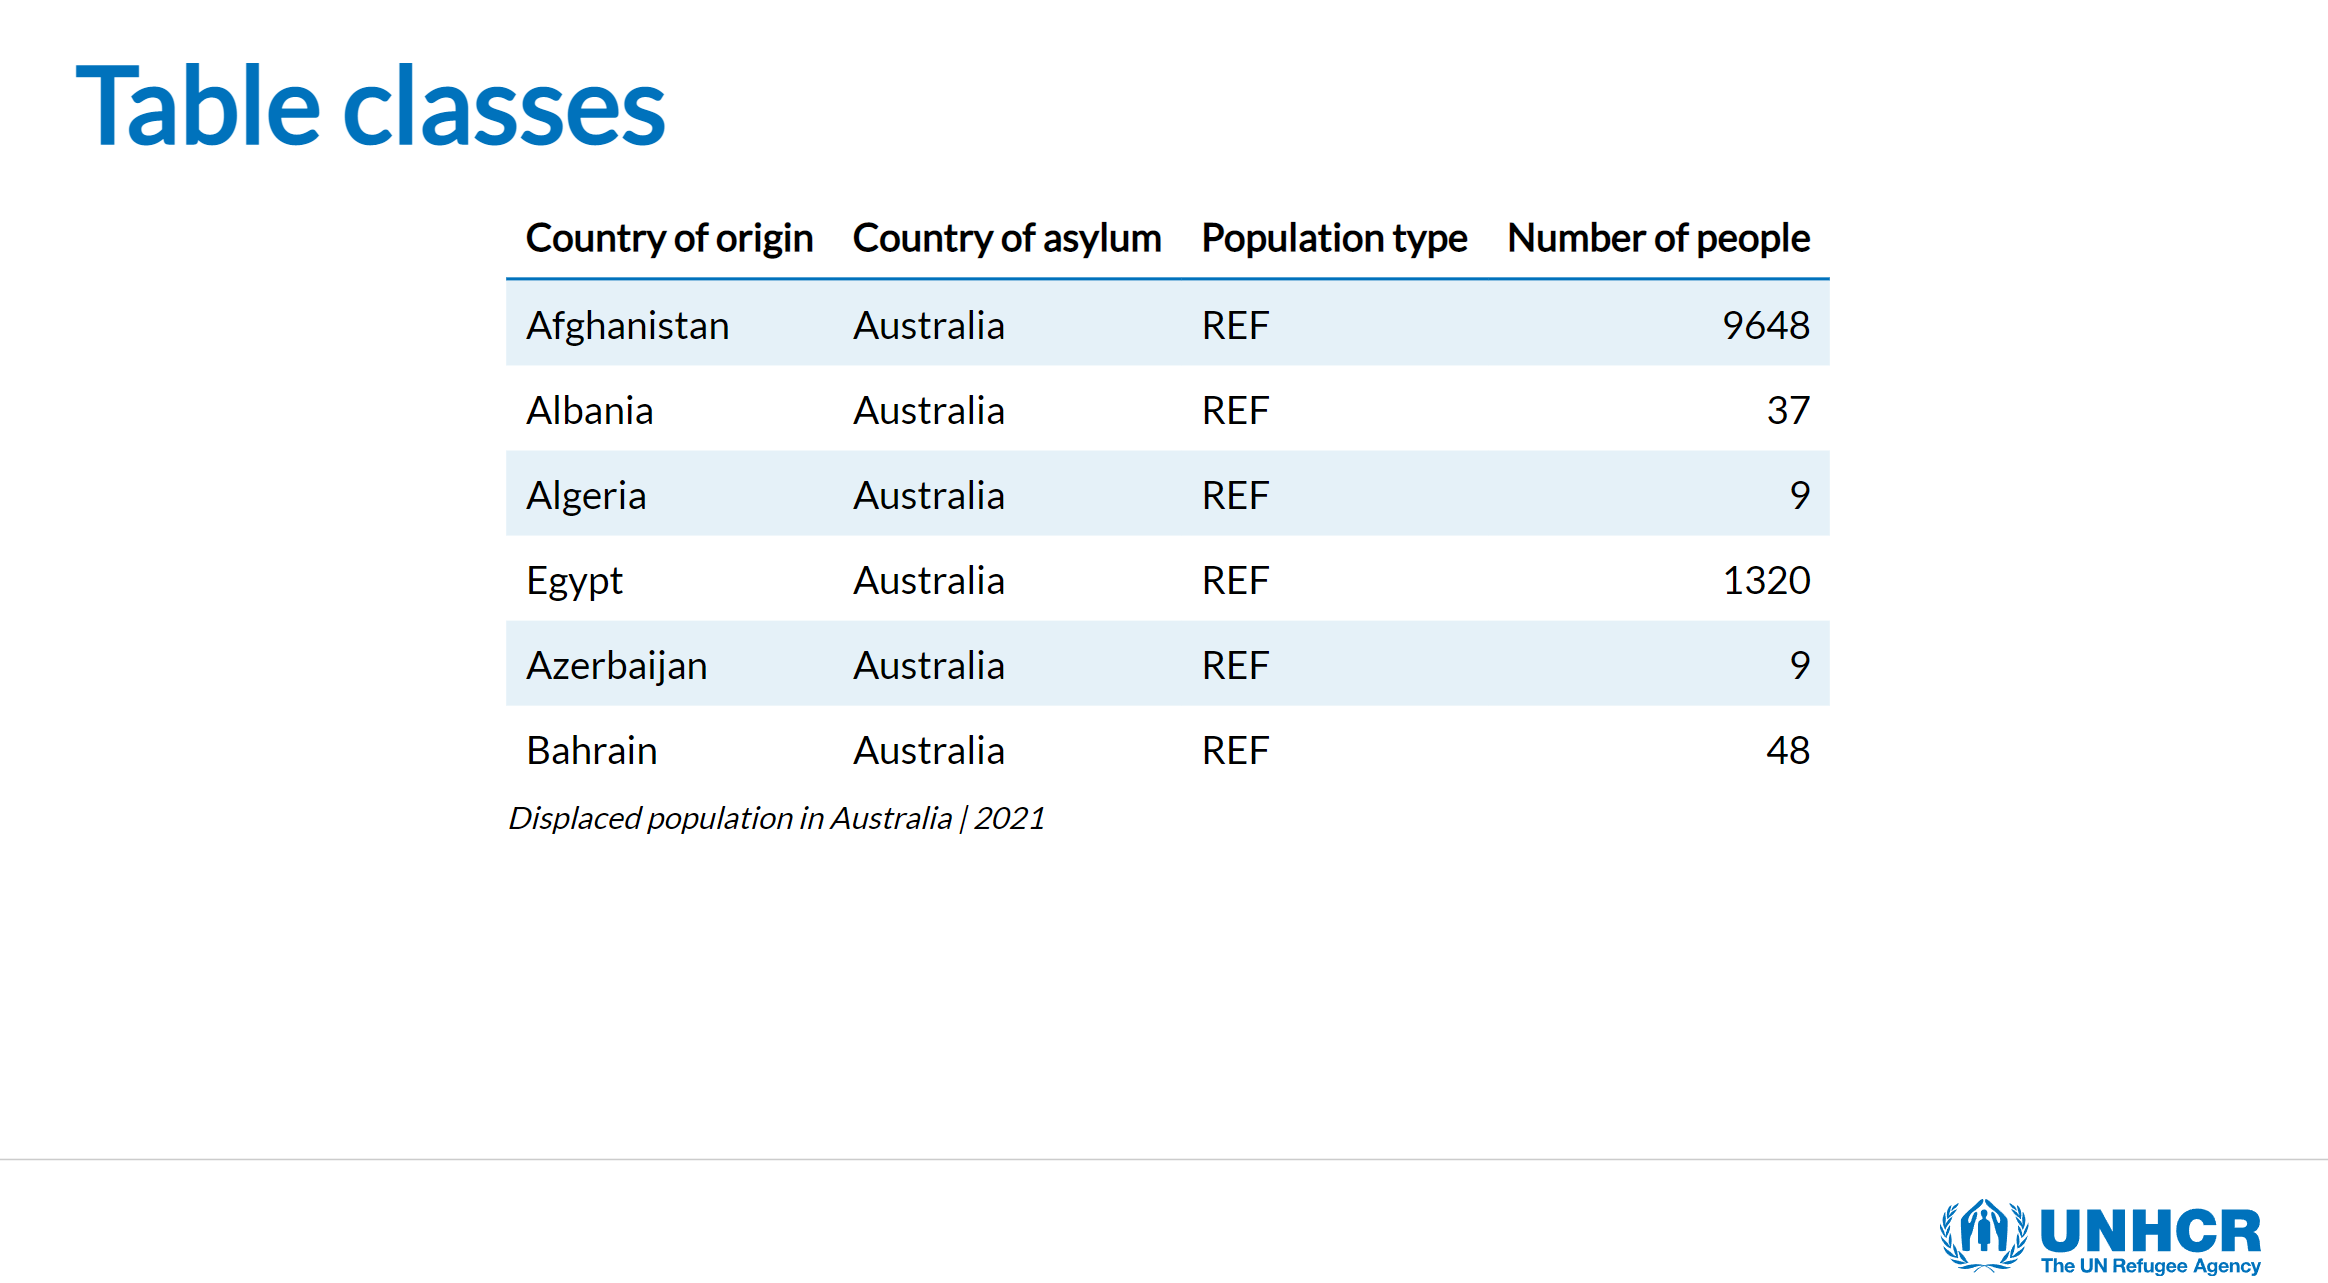 Table classes
Country of origin Country of asylum Population type Number of people
Afghanistan Australia REF 9648
Albania Australia REF 37
Algeria Australia REF 9
Egypt Australia REF 1320
Azerbaijan Australia REF 9
Bahrain Australia REF 48
Displaced population in Australia | 2021
UNHCR
The UN Refugee Agency